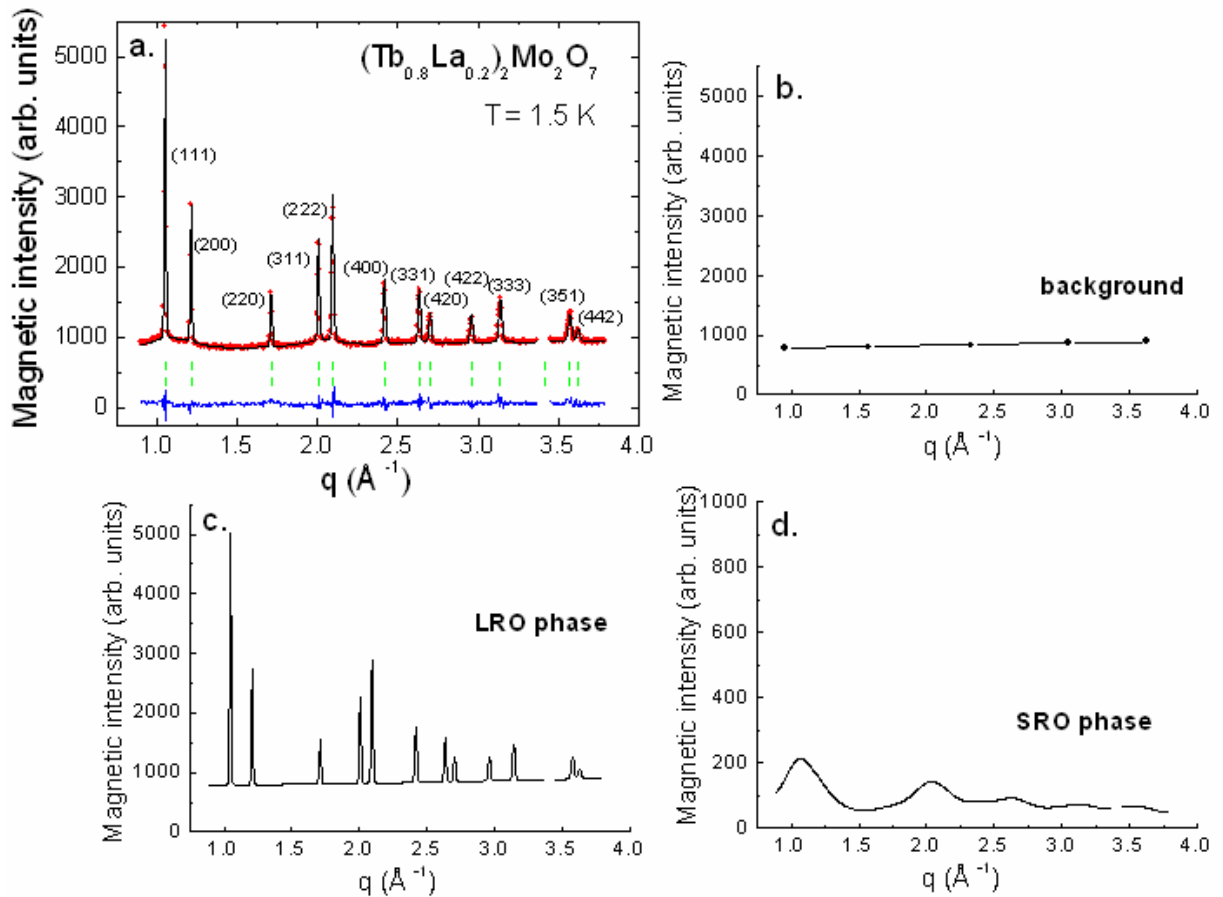 a.
(Tb0.8La0.2)2Mo2O7
T= 1.5 K
Magnetic intensity (arb. units)
5000
4000
3000
2000
1000
0
(111)
(200)
(220)
(311)
(222)
(400)
(331)
(420)
(422)
(333)
(351)
(442)
1.0 1.5 2.0 2.5 3.0 3.5 4.0
q (Å -1)
b.
Magnetic intensity (arb. units)
5000
4000
3000
2000
1000
0
background
1.0 1.5 2.0 2.5 3.0 3.5 4.0
q (Å -1)
c.
Magnetic intensity (arb. units)
5000
4000
3000
2000
1000
0
LRO phase
1.0 1.5 2.0 2.5 3.0 3.5 4.0
q (Å -1)
d.
Magnetic intensity (arb. units)
1000
800
600
400
200
0
SRO phase
1.0 1.5 2.0 2.5 3.0 3.5 4.0
q (Å -1)